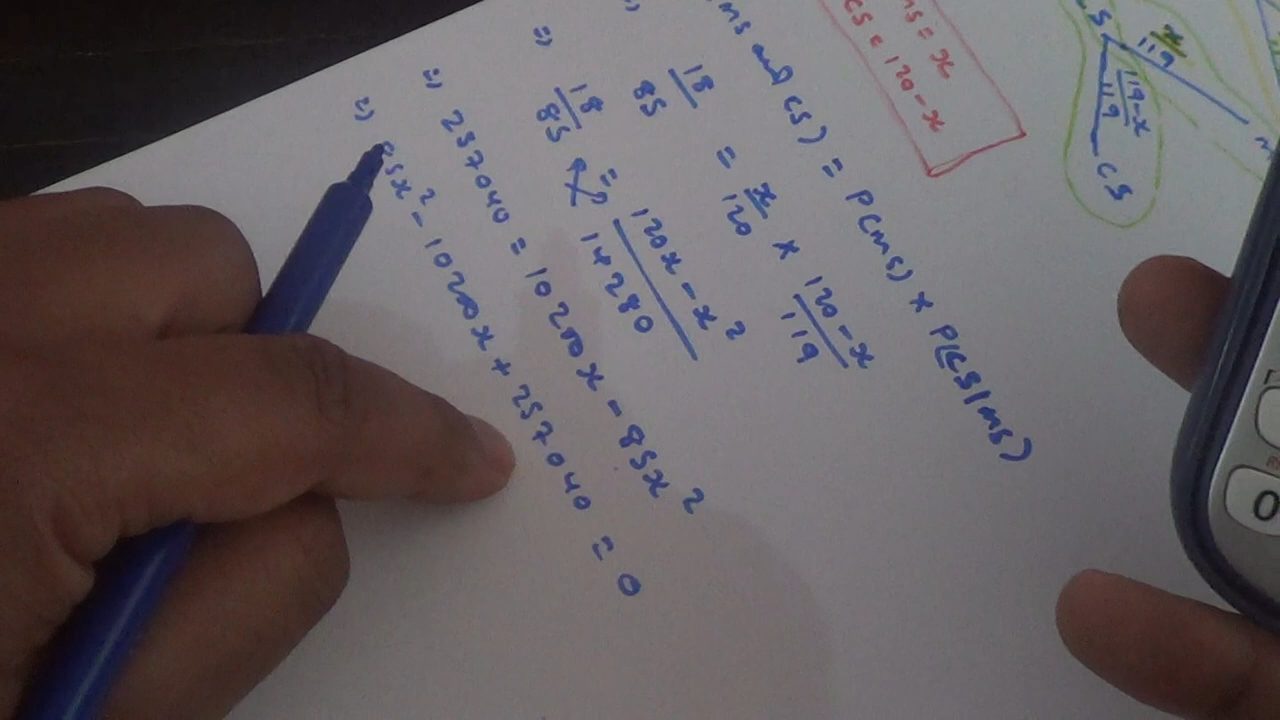 ms = x
CS = 120 - x
x
119
119 - x
119
CS
ms and CS) = P(ms) x P(CS|ms)
18/85 = x/120 x 120 - x/119
=) 18/85 = 120x - x²/14280
=) 257040 = 10200x - 85x²
=) 85x² - 10200x + 257040 = 0
0